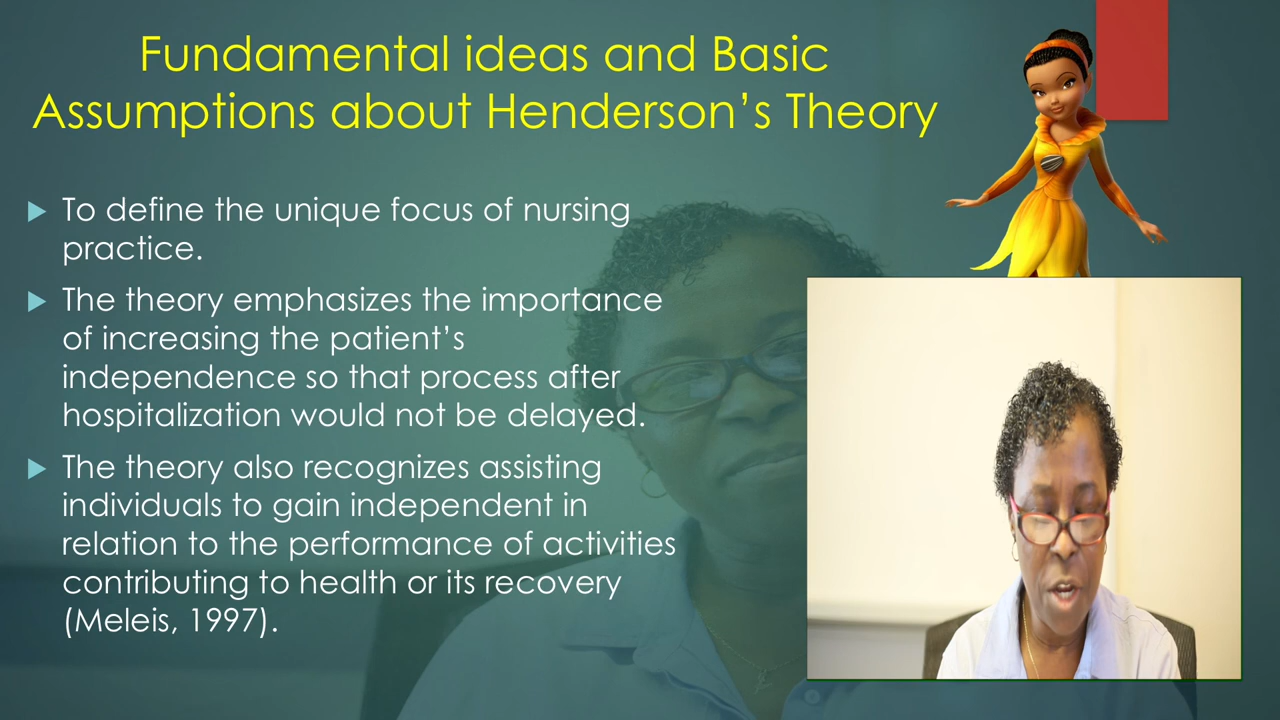 Fundamental ideas and Basic
Assumptions about Henderson’s Theory
To define the unique focus of nursing
practice.
The theory emphasizes the importance
of increasing the patient’s
independence so that process after
hospitalization would not be delayed.
The theory also recognizes assisting
individuals to gain independent in
relation to the performance of activities
contributing to health or its recovery
(Meleis, 1997).